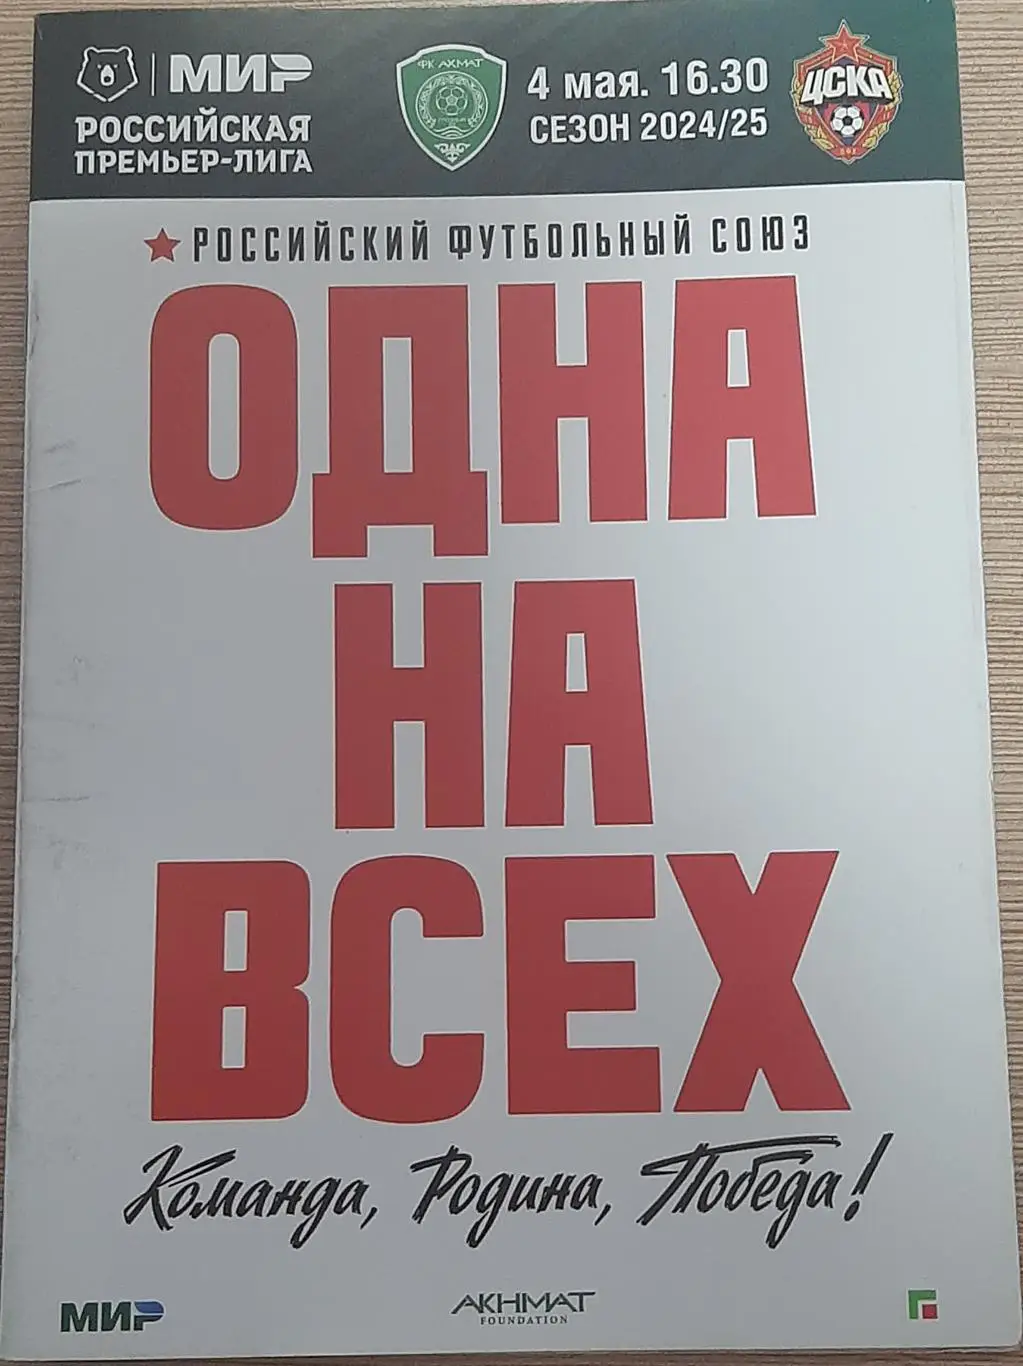 МИР
РОССИЙСКАЯ
ПРЕМЬЕР-ЛИГА
ФК АХМАТ
4 мая. 16.30
СЕЗОН 2024/25
ЦСКА
ПФК
РОССИЙСКИЙ ФУТБОЛЬНЫЙ СОЮЗ
ОДНА
НА
ВСЕХ
Команда, Родина, Победа!
МИР
AKHMAT
FOUNDATION